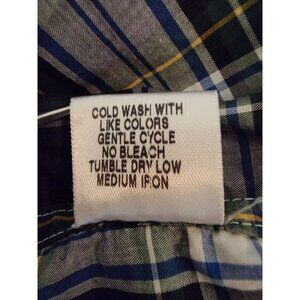 COLD WASH WITH
LIKE COLORS
GENTLE CYCLE
NO BLEACH
TUMBLE DRY LOW
MEDIUM IRON